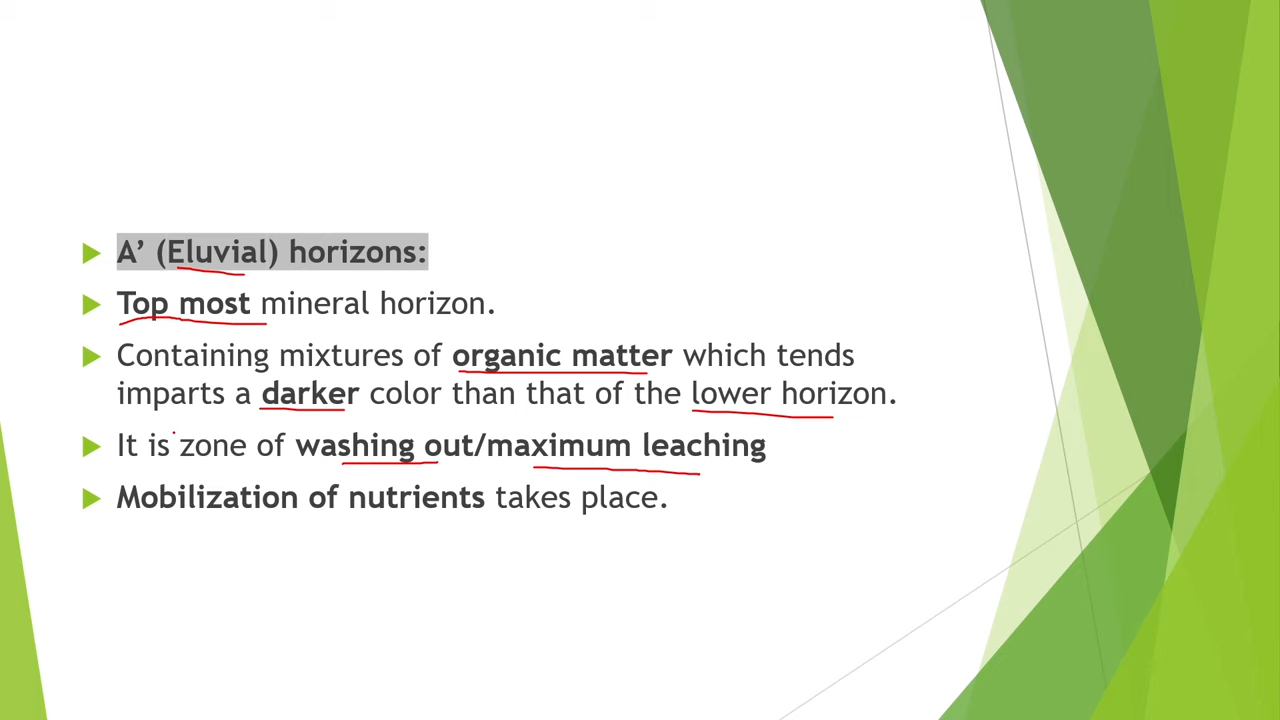 A’ (Eluvial) horizons:
Top most mineral horizon.
Containing mixtures of organic matter which tends
imparts a darker color than that of the lower horizon.
It is zone of washing out/maximum leaching
Mobilization of nutrients takes place.